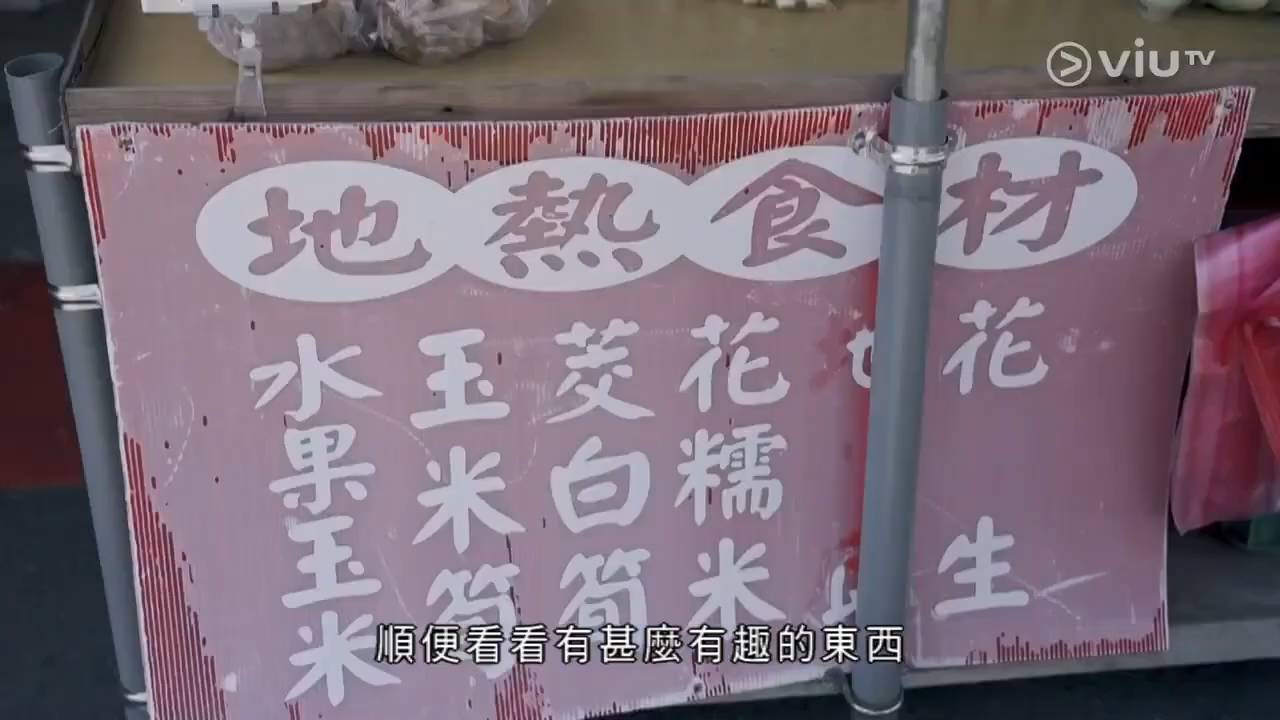 viuTV
地熱食材
水果玉米
玉米筍
茭白筍
花糯米
花生
順便看看有甚麼有趣的東西